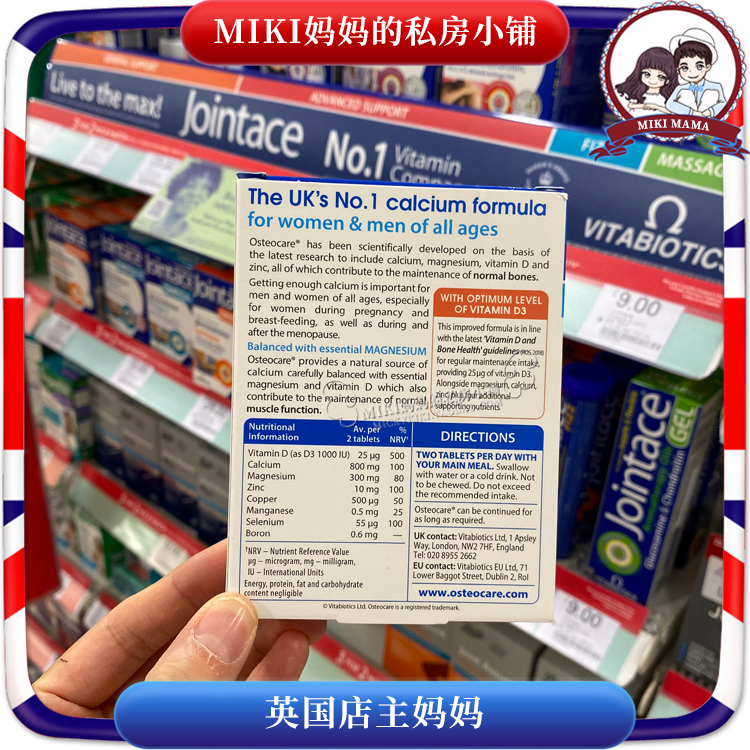 MIKI妈妈的私房小铺
MIKI MAMA
Live to the max!
Jointace
ADVANCED SUPPORT
No.1 Vitamin
MASSAG
Ω
VITABIOTICS
£9.00
The UK's No.1 calcium formula
for women & men of all ages
Osteocare® has been scientifically developed on the basis of
the latest research to include calcium, magnesium, vitamin D and
zinc, all of which contribute to the maintenance of normal bones.
Getting enough calcium is important for
men and women of all ages, especially
for women during pregnancy and
breast-feeding, as well as during and
after the menopause.
Balanced with essential MAGNESIUM
Osteocare® provides a natural source of
calcium carefully balanced with essential
magnesium and vitamin D which also
contribute to the maintenance of normal
muscle function.
WITH OPTIMUM LEVEL
OF VITAMIN D3
This improved formula is in line
with the latest 'Vitamin D and
Bone Health' guidelines (ROS, 2018)
for regular maintenance intake,
providing 25µg of vitamin D3.
Alongside magnesium, calcium,
zinc plus four additional
supporting nutrients.
Nutritional Information Av. per 2 tablets % NRV†
Vitamin D (as D3 1000 IU) 25 µg 500
Calcium 800 mg 100
Magnesium 300 mg 80
Zinc 10 mg 100
Copper 500 µg 50
Manganese 0.5 mg 25
Selenium 55 µg 100
Boron 0.6 mg —
†NRV – Nutrient Reference Value
µg – microgram, mg – milligram,
IU – International Units
Energy, protein, fat and carbohydrate
content negligible
DIRECTIONS
TWO TABLETS PER DAY WITH
YOUR MAIN MEAL. Swallow
with water or a cold drink. Not
to be chewed. Do not exceed
the recommended intake.
Osteocare® can be continued for
as long as required.
UK contact: Vitabiotics Ltd, 1 Apsley
Way, London, NW2 7HF, England
Tel: 020 8955 2662
EU contact: Vitabiotics EU Ltd, 71
Lower Baggot Street, Dublin 2, RoI
www.osteocare.com
© Vitabiotics Ltd. Osteocare is a registered trademark.
Jointace
GEL
Glucosamine & Chondroitin
£9.00
英国店主妈妈